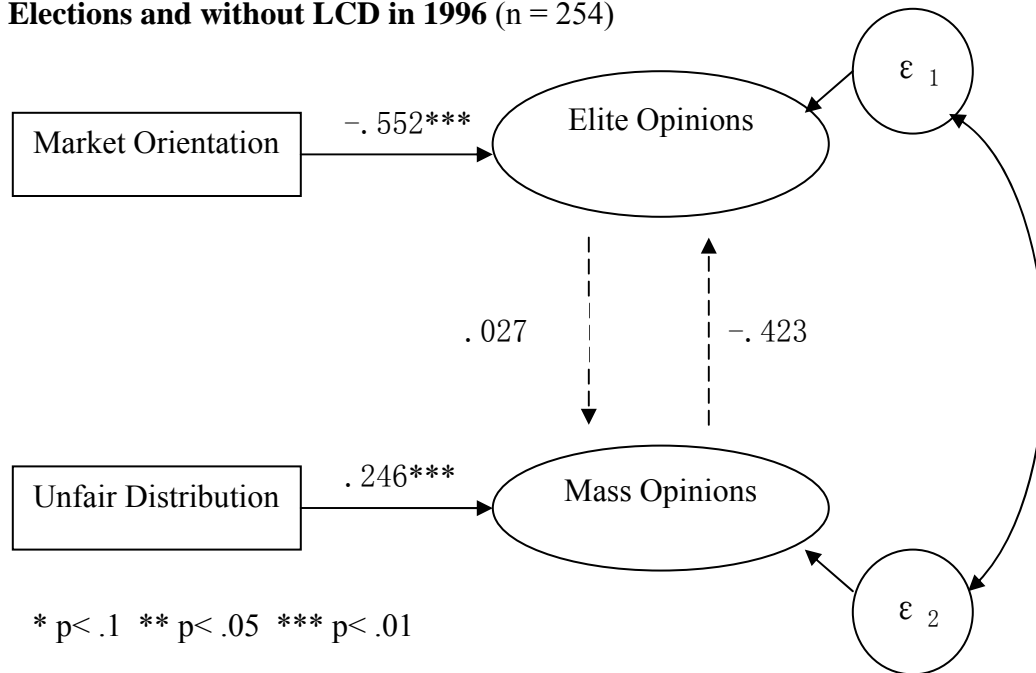 Elections and without LCD in 1996 (n = 254)
ε 1
-.552***
Elite Opinions
Market Orientation
.027
-.423
.246***
Mass Opinions
Unfair Distribution
ε 2
* p< .1 ** p< .05 *** p< .01